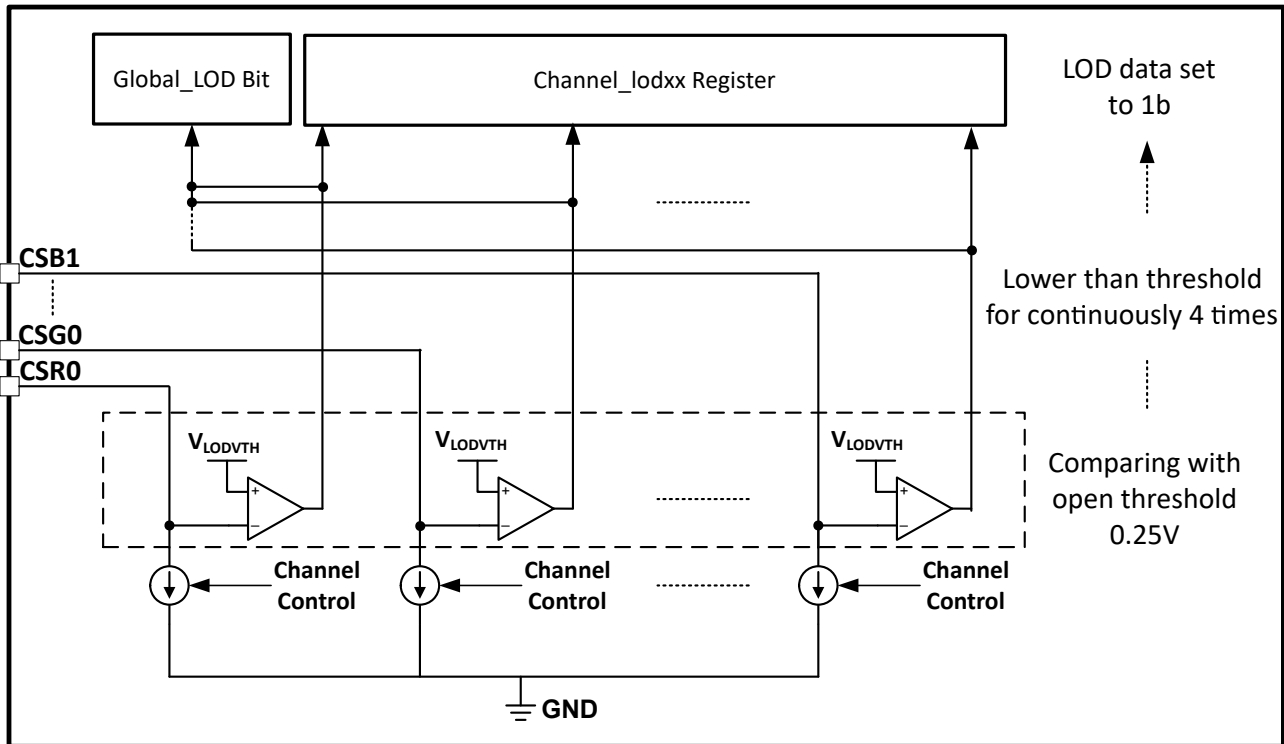 Global_LOD Bit
Channel_lodxx Register
LOD data set
to 1b
CSB1
Lower than threshold
for continuously 4 times
CSG0
CSR0
VLODVTH
+
−
VLODVTH
+
−
VLODVTH
+
−
Comparing with
open threshold
0.25V
Channel
Control
Channel
Control
Channel
Control
GND